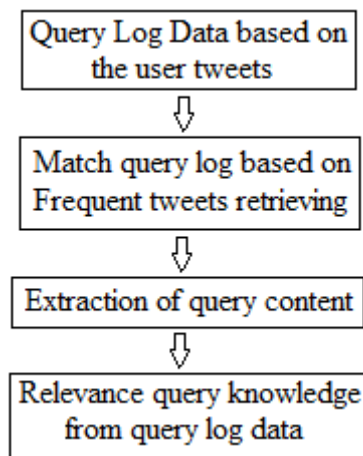 Query Log Data based on
the user tweets
Match query log based on
Frequent tweets retrieving
Extraction of query content
Relevance query knowledge
from query log data